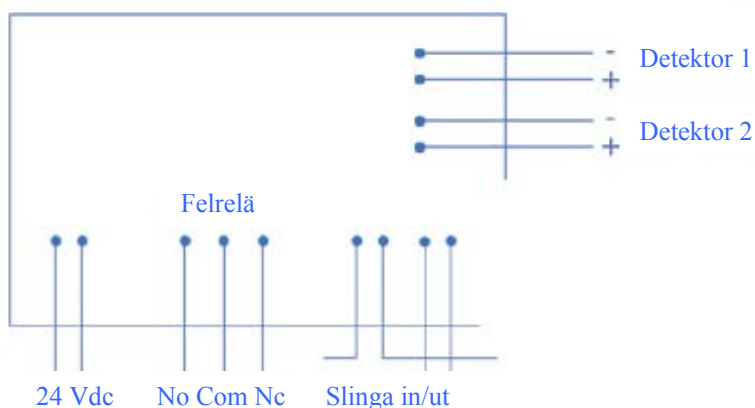 - Detektor 1
+
- Detektor 2
+
Felrelä
24 Vdc No Com Nc Slinga in/ut